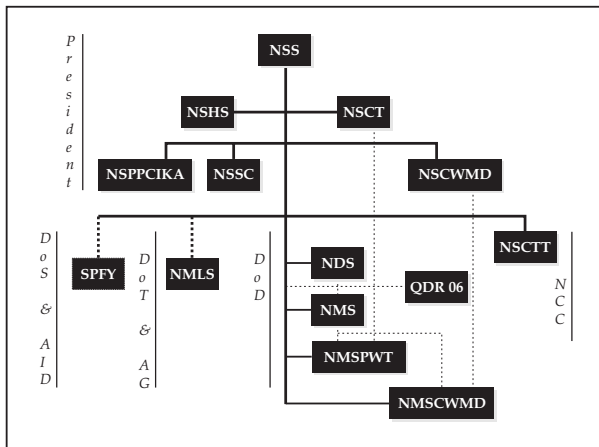 President
NSS
NSHS
NSCT
NSPPCIKA
NSSC
NSCWMD
NSCTT
DoS & AID
SPFY
DoT & AG
NMLS
DoD
NDS
QDR 06
NCC
NMS
NMSPWT
NMSCWMD